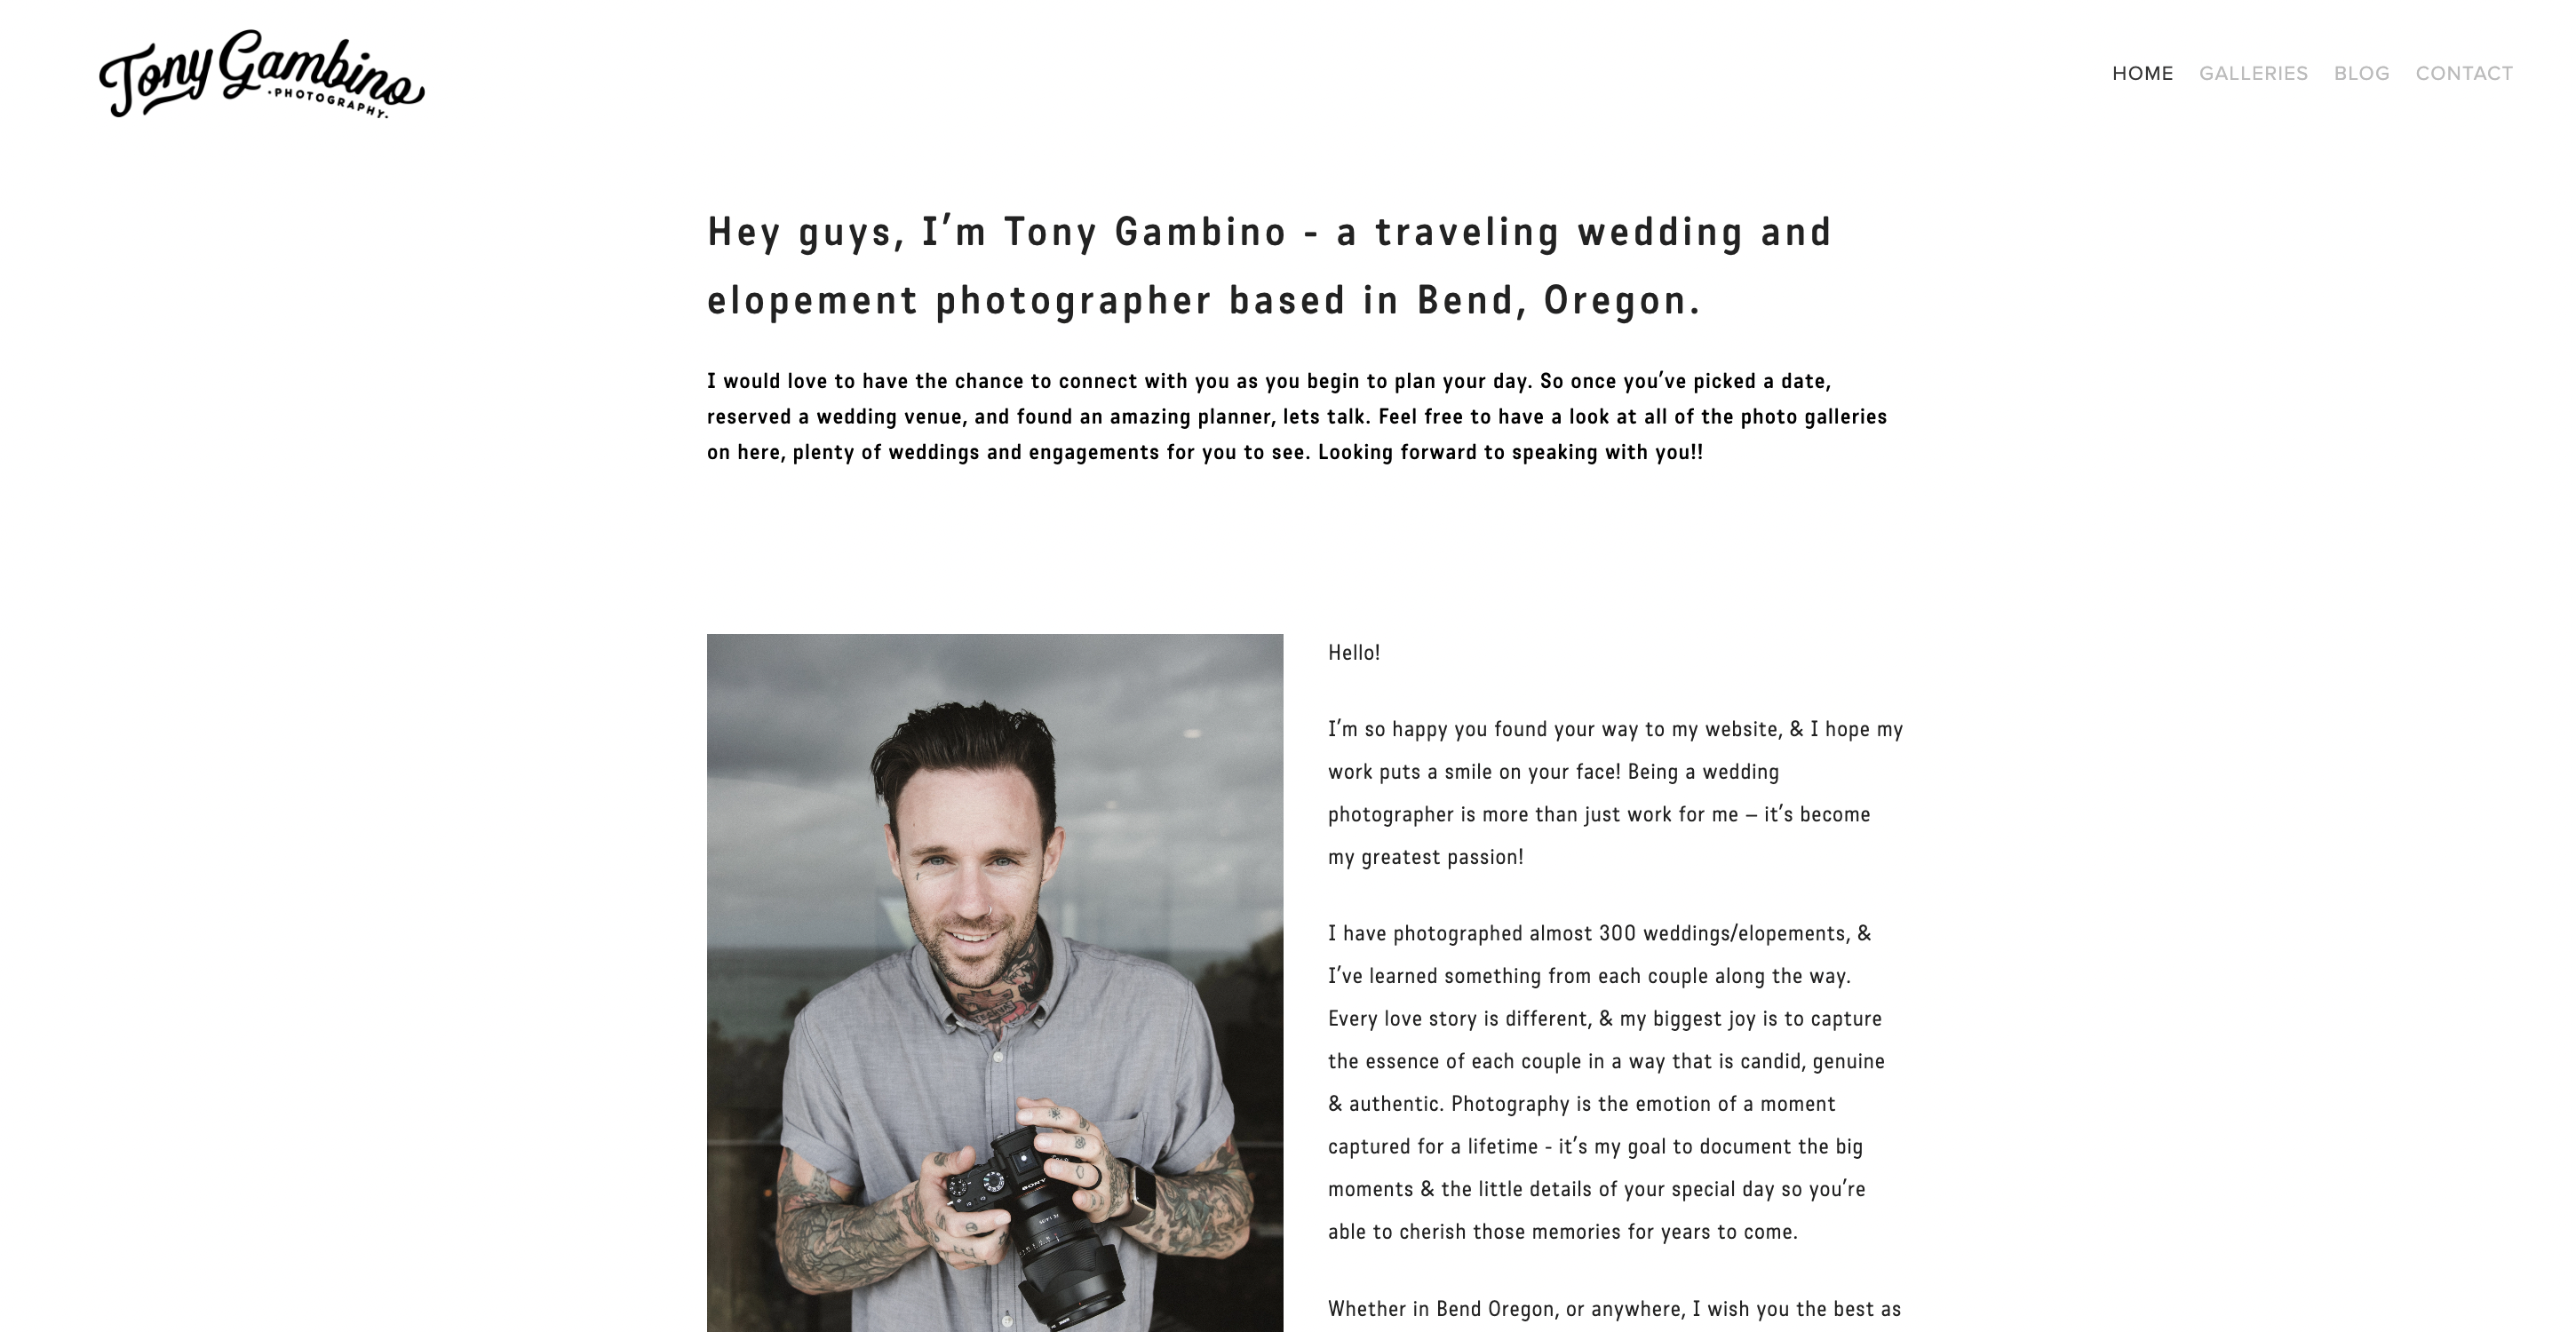 Tony Gambino
·PHOTOGRAPHY·
HOME GALLERIES BLOG CONTACT
Hey guys, I’m Tony Gambino - a traveling wedding and
elopement photographer based in Bend, Oregon.
I would love to have the chance to connect with you as you begin to plan your day. So once you’ve picked a date,
reserved a wedding venue, and found an amazing planner, lets talk. Feel free to have a look at all of the photo galleries
on here, plenty of weddings and engagements for you to see. Looking forward to speaking with you!!
Hello!
I’m so happy you found your way to my website, & I hope my
work puts a smile on your face! Being a wedding
photographer is more than just work for me – it’s become
my greatest passion!
I have photographed almost 300 weddings/elopements, &
I’ve learned something from each couple along the way.
Every love story is different, & my biggest joy is to capture
the essence of each couple in a way that is candid, genuine
& authentic. Photography is the emotion of a moment
captured for a lifetime - it’s my goal to document the big
moments & the little details of your special day so you’re
able to cherish those memories for years to come.
Whether in Bend Oregon, or anywhere, I wish you the best as
SONY